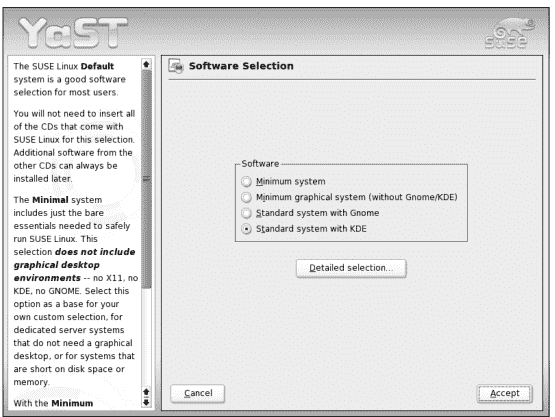 YaST
SUSE
The SUSE Linux Default
system is a good software
selection for most users.
You will not need to insert all
of the CDs that come with
SUSE Linux for this selection.
Additional software from the
other CDs can always be
installed later.
The Minimal system
includes just the bare
essentials needed to safely
run SUSE Linux. This
selection does not include
graphical desktop
environments -- no X11, no
KDE, no GNOME. Select this
option as a base for your
own custom selection, for
dedicated server systems
that do not need a graphical
desktop, or for systems that
are short on disk space or
memory.
With the Minimum
Software Selection
Software
Minimum system
Minimum graphical system (without Gnome/KDE)
Standard system with Gnome
Standard system with KDE
Detailed selection...
Cancel
Accept